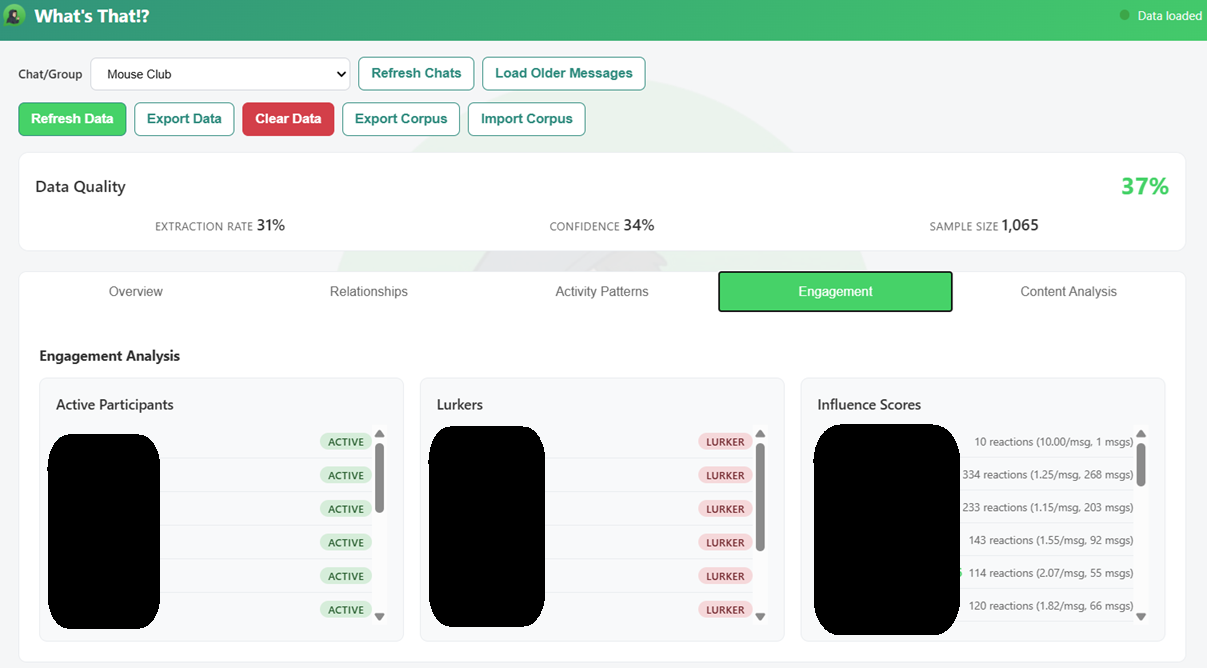 What's That!?
Data loaded
Chat/Group Mouse Club Refresh Chats Load Older Messages
Refresh Data Export Data Clear Data Export Corpus Import Corpus
Data Quality 37%
EXTRACTION RATE 31% CONFIDENCE 34% SAMPLE SIZE 1,065
Overview Relationships Activity Patterns Engagement Content Analysis
Engagement Analysis
Active Participants
ACTIVE
ACTIVE
ACTIVE
ACTIVE
ACTIVE
ACTIVE
Lurkers
LURKER
LURKER
LURKER
LURKER
LURKER
LURKER
Influence Scores
10 reactions (10.00/msg, 1 msgs)
334 reactions (1.25/msg, 268 msgs)
233 reactions (1.15/msg, 203 msgs)
143 reactions (1.55/msg, 92 msgs)
114 reactions (2.07/msg, 55 msgs)
120 reactions (1.82/msg, 66 msgs)